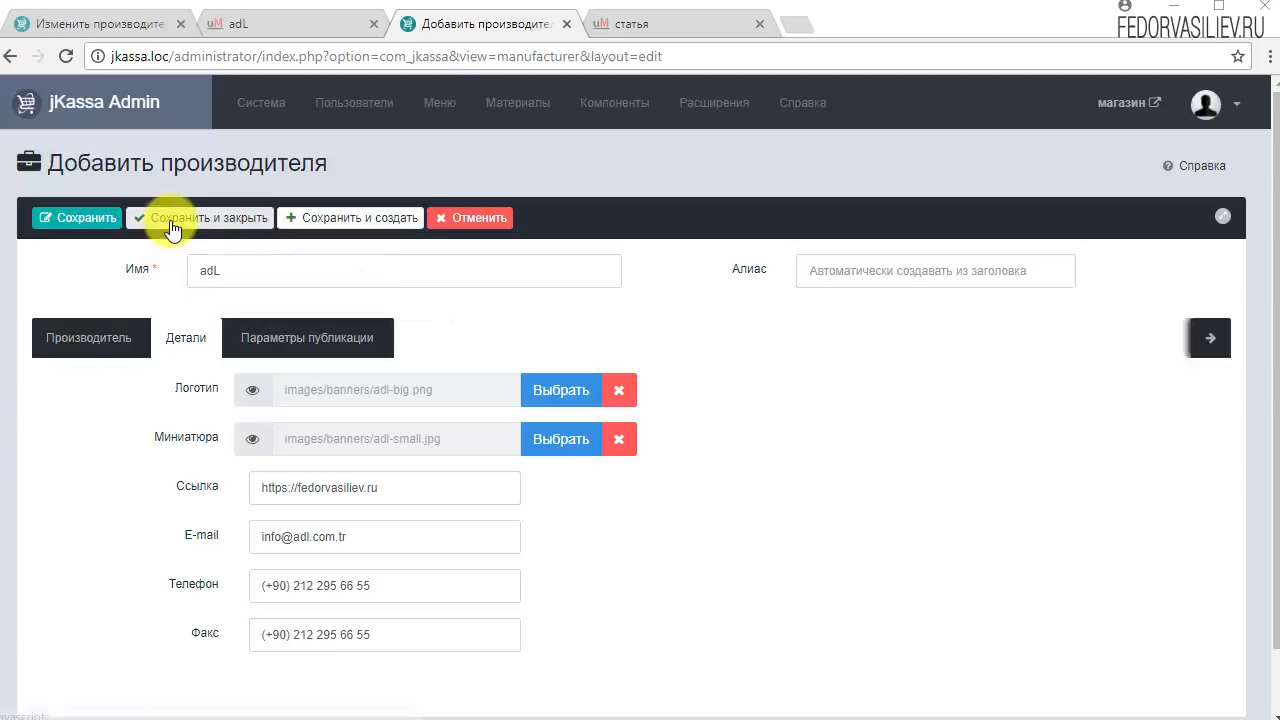 Изменить производите
adL
Добавить производител
статья
FEDORVASILIEV.RU
jkassa.loc/administrator/index.php?option=com_jkassa&view=manufacturer&layout=edit
jKassa Admin
Система
Пользователи
Меню
Материалы
Компоненты
Расширения
Справка
магазин
Добавить производителя
Справка
Сохранить
Сохранить и закрыть
Сохранить и создать
Отменить
Имя *
adL
Алиас
Автоматически создавать из заголовка
Производитель
Детали
Параметры публикации
Логотип
images/banners/adl-big.png
Выбрать
Миниатюра
images/banners/adl-small.jpg
Выбрать
Ссылка
https://fedorvasiliev.ru
E-mail
info@adl.com.tr
Телефон
(+90) 212 295 66 55
Факс
(+90) 212 295 66 55